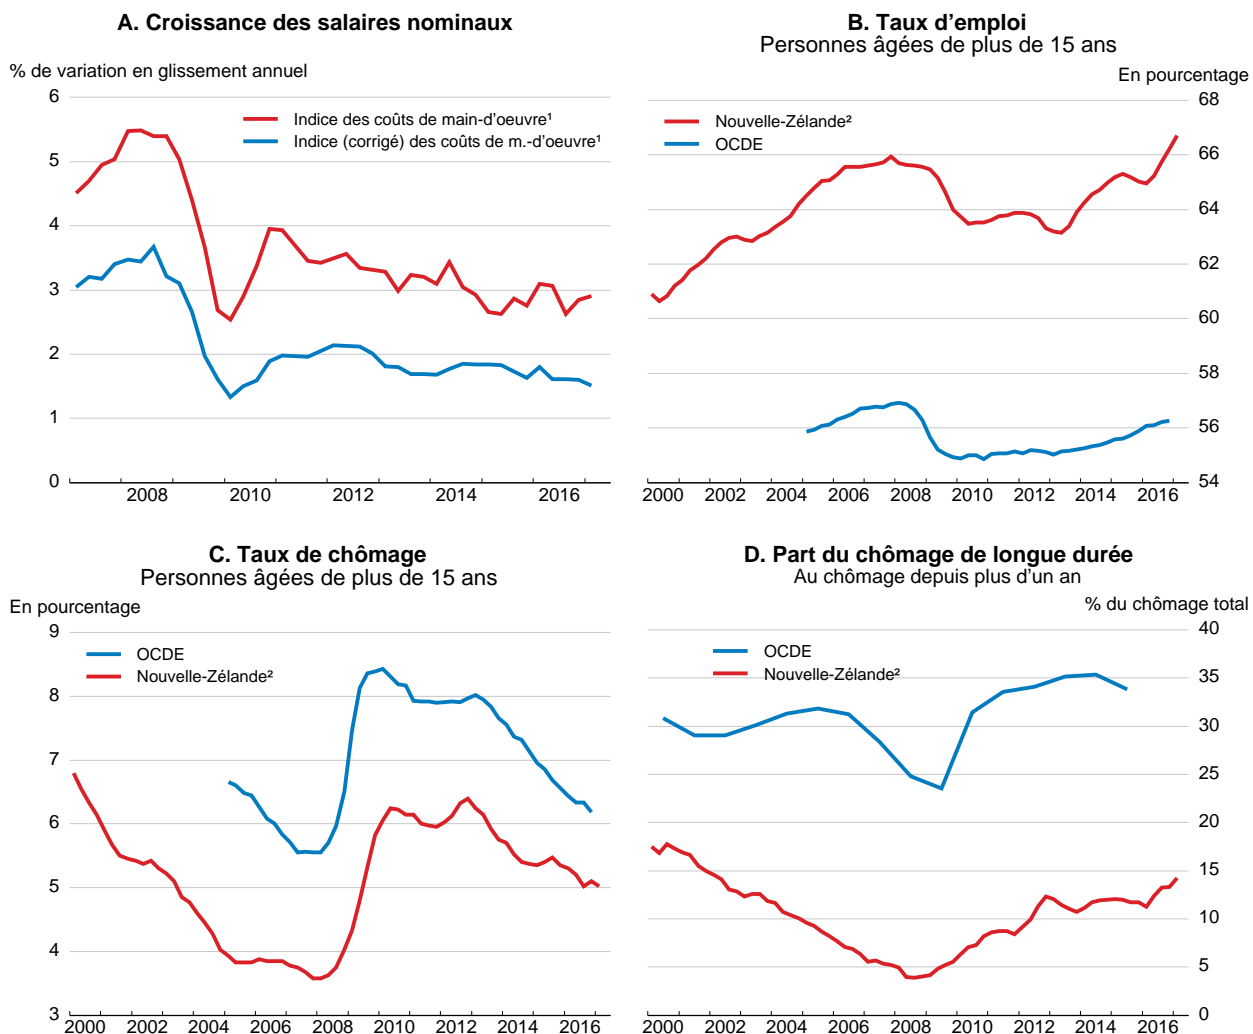 A. Croissance des salaires nominaux
% de variation en glissement annuel
6
5
4
3
2
1
0
Indice des coûts de main-d'oeuvre¹
Indice (corrigé) des coûts de m.-d'oeuvre¹
2008 2010 2012 2014 2016
B. Taux d'emploi
Personnes âgées de plus de 15 ans
En pourcentage
68
66
64
62
60
58
56
54
Nouvelle-Zélande²
OCDE
2000 2002 2004 2006 2008 2010 2012 2014 2016
C. Taux de chômage
Personnes âgées de plus de 15 ans
En pourcentage
9
8
7
6
5
4
3
OCDE
Nouvelle-Zélande²
2000 2002 2004 2006 2008 2010 2012 2014 2016
D. Part du chômage de longue durée
Au chômage depuis plus d'un an
% du chômage total
40
35
30
25
20
15
10
5
0
OCDE
Nouvelle-Zélande²
2000 2002 2004 2006 2008 2010 2012 2014 2016